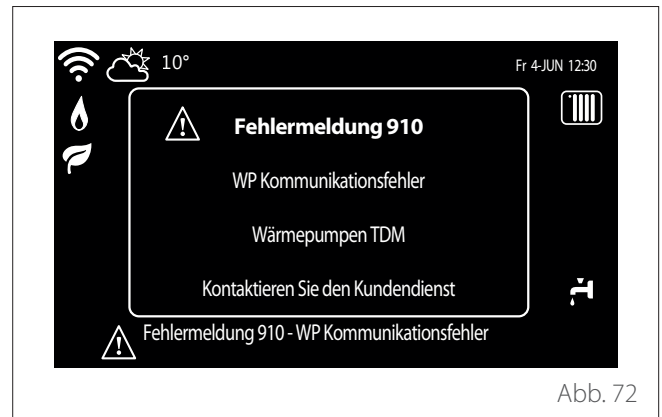 10°
Fr 4-JUN 12:30
Fehlermeldung 910
WP Kommunikationsfehler
Wärmepumpen TDM
Kontaktieren Sie den Kundendienst
Fehlermeldung 910 - WP Kommunikationsfehler
Abb. 72